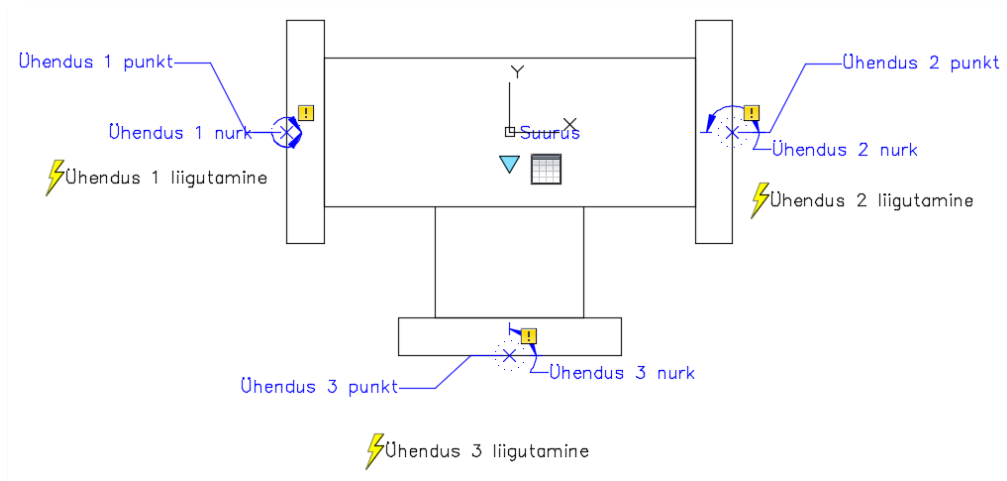 Ühendus 1 punkt
Ühendus 2 punkt
Y
X
Ühendus 1 nurk
Suurus
Ühendus 2 nurk
Ühendus 1 liigutamine
Ühendus 2 liigutamine
Ühendus 3 nurk
Ühendus 3 punkt
Ühendus 3 liigutamine